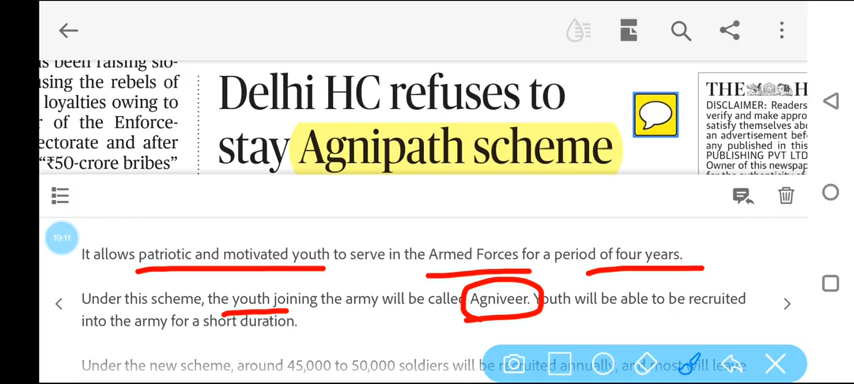 s been raising slo-
sing the rebels of
loyalties owing to
r of the Enforce-
ectorate and after
“₹50-crore bribes”
Delhi HC refuses to
stay Agnipath scheme
THE H
DISCLAIMER: Readers
verify and make appro
satisfy themselves abo
an advertisement bef
any published in this
PUBLISHING PVT LTD
Owner of this newspap
19:11
It allows patriotic and motivated youth to serve in the Armed Forces for a period of four years.
Under this scheme, the youth joining the army will be called Agniveer. Youth will be able to be recruited
into the army for a short duration.
Under the new scheme, around 45,000 to 50,000 soldiers will be recruited annually, and most will leave